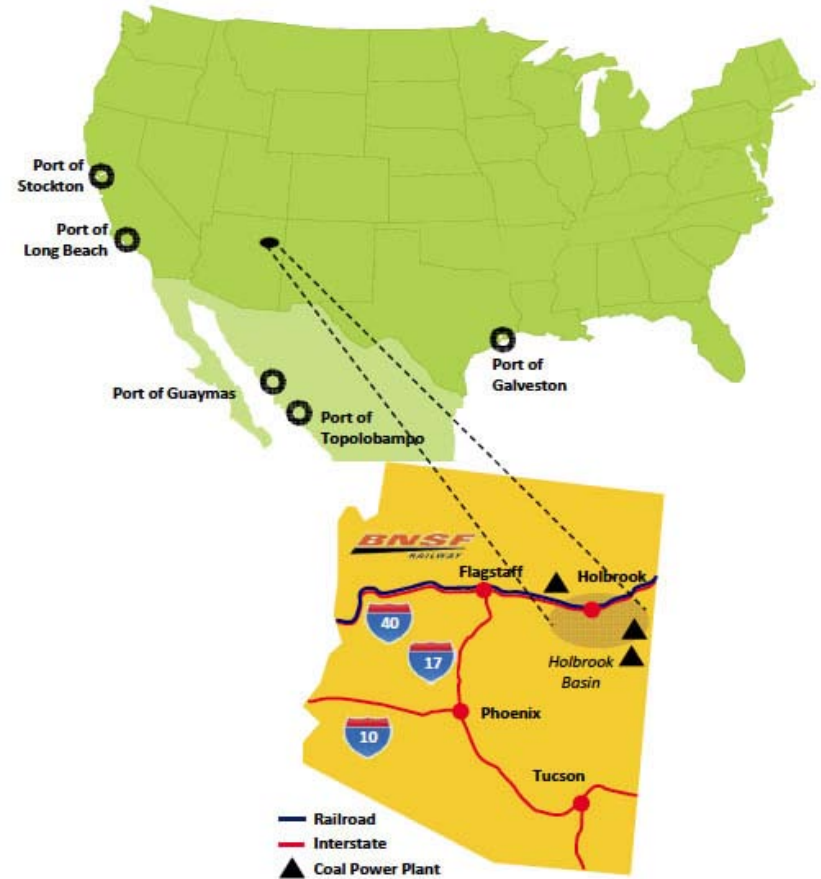 Port of
Stockton
Port of
Long Beach
Port of
Galveston
Port of Guaymas
Port of
Topolobampo
BNSF
RAILWAY
Flagstaff
Holbrook
40
17
Holbrook
Basin
Phoenix
10
Tucson
Railroad
Interstate
Coal Power Plant